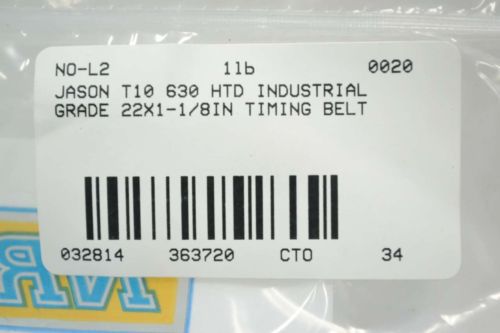 NO-L2 1lb 0020
JASON T10 630 HTD INDUSTRIAL
GRADE 22X1-1/8IN TIMING BELT
032814 363720 CTO 34